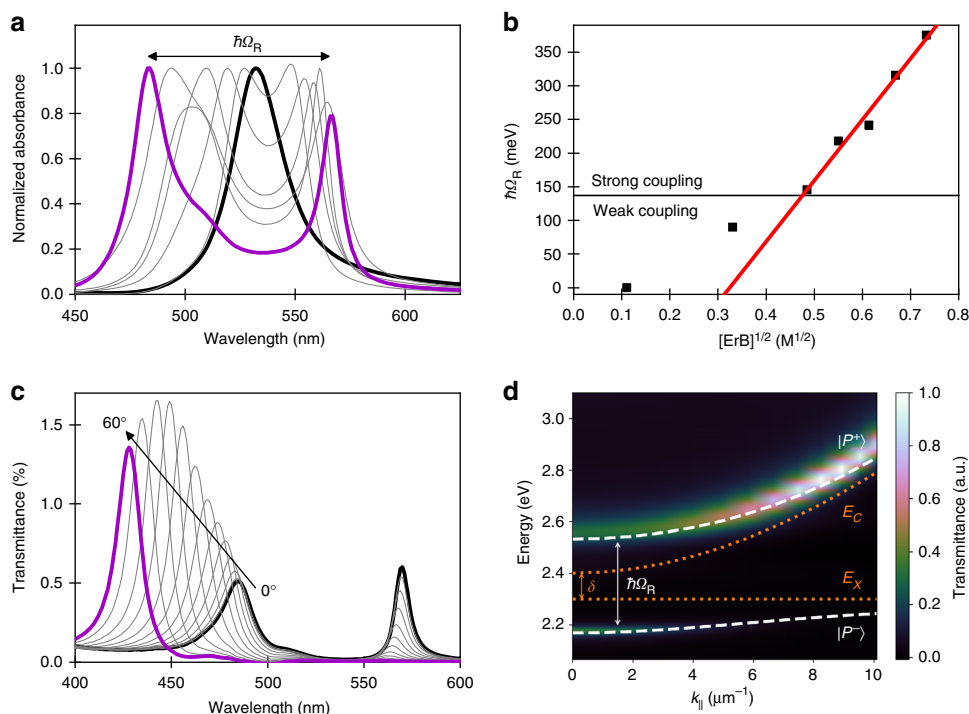 a
ℏΩR
1.0
0.8
0.6
0.4
0.2
0.0
Normalized absorbance
450 500 550 600
Wavelength (nm)
b
350
300
250
200
150
100
50
0
ℏΩR (meV)
Strong coupling
Weak coupling
0.0 0.1 0.2 0.3 0.4 0.5 0.6 0.7 0.8
[ErB]1/2 (M1/2)
c
60°
0°
1.5
1.0
0.5
0.0
Transmittance (%)
400 450 500 550 600
Wavelength (nm)
d
3.0
2.8
2.6
2.4
2.2
Energy (eV)
|P+⟩
EC
EX
δ
ℏΩR
|P−⟩
0 2 4 6 8 10
k|| (μm−1)
1.0
0.8
0.6
0.4
0.2
0.0
Transmittance (a.u.)